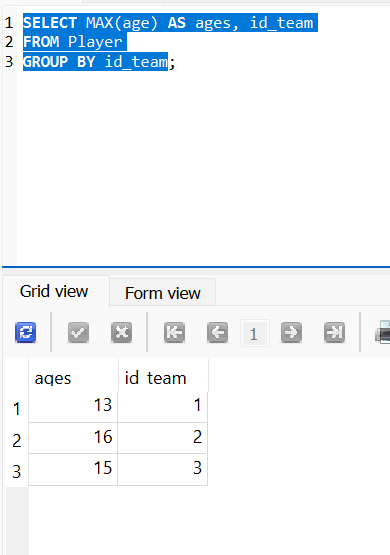 1 SELECT MAX(age) AS ages, id_team
2 FROM Player
3 GROUP BY id_team;
Grid view Form view
1
ages id_team
1 13 1
2 16 2
3 15 3